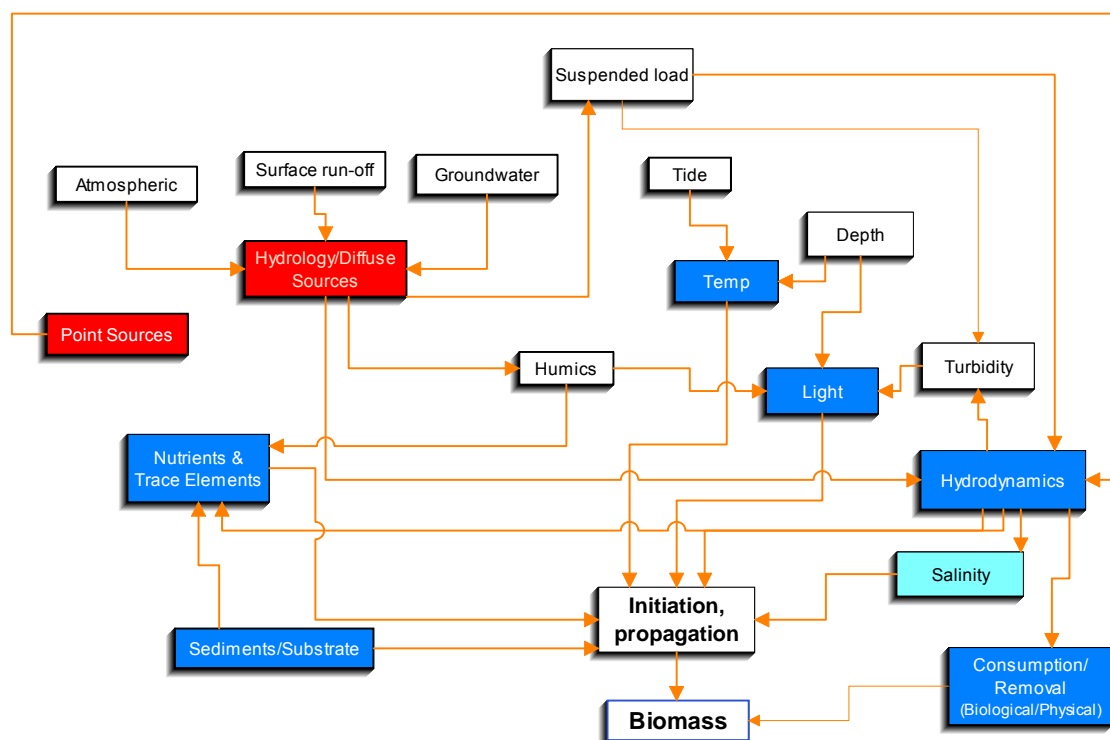 Suspended load
Surface run-off
Groundwater
Tide
Atmospheric
Depth
Hydrology/Diffuse
Sources
Temp
Point Sources
Humics
Turbidity
Light
Nutrients &
Trace Elements
Hydrodynamics
Salinity
Initiation,
propagation
Sediments/Substrate
Consumption/
Removal
(Biological/Physical)
Biomass